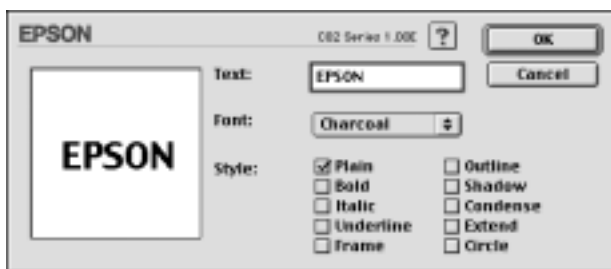 EPSON
C82 Series 1.00E ?
OK
Text: EPSON
Cancel
Font: Charcoal
EPSON
Style:
Plain Outline
Bold Shadow
Italic Condense
Underline Extend
Frame Circle